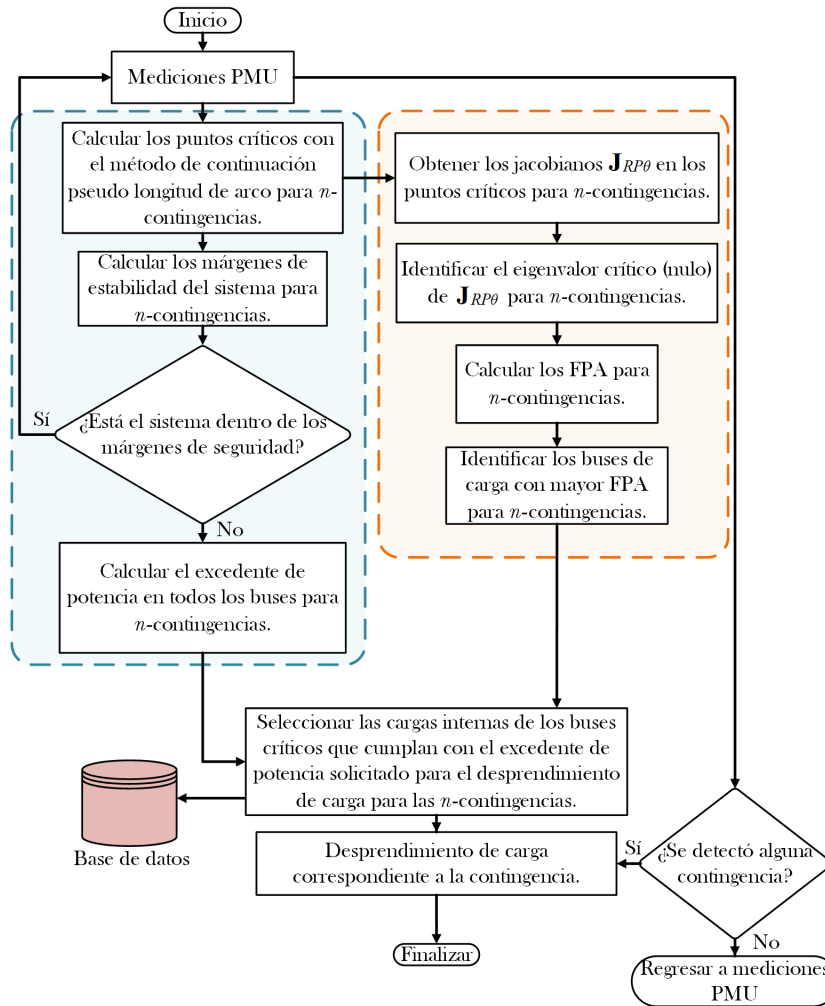 Inicio
Mediciones PMU
Calcular los puntos críticos con
el método de continuación
pseudo longitud de arco para n-
contingencias.
Calcular los márgenes de
estabilidad del sistema para
n-contingencias.
Sí
¿Está el sistema dentro de los
márgenes de seguridad?
No
Calcular el excedente de
potencia en todos los buses para
n-contingencias.
Obtener los jacobianos JRPθ en los
puntos críticos para n-contingencias.
Identificar el eigenvalor crítico (nulo)
de JRPθ para n-contingencias.
Calcular los FPA para
n-contingencias.
Identificar los buses de
carga con mayor FPA
para n-contingencias.
Seleccionar las cargas internas de los buses
críticos que cumplan con el excedente de
potencia solicitado para el desprendimiento
de carga para las n-contingencias.
Base de datos
Desprendimiento de carga
correspondiente a la contingencia.
Sí
¿Se detectó alguna
contingencia?
No
Finalizar
Regresar a mediciones
PMU